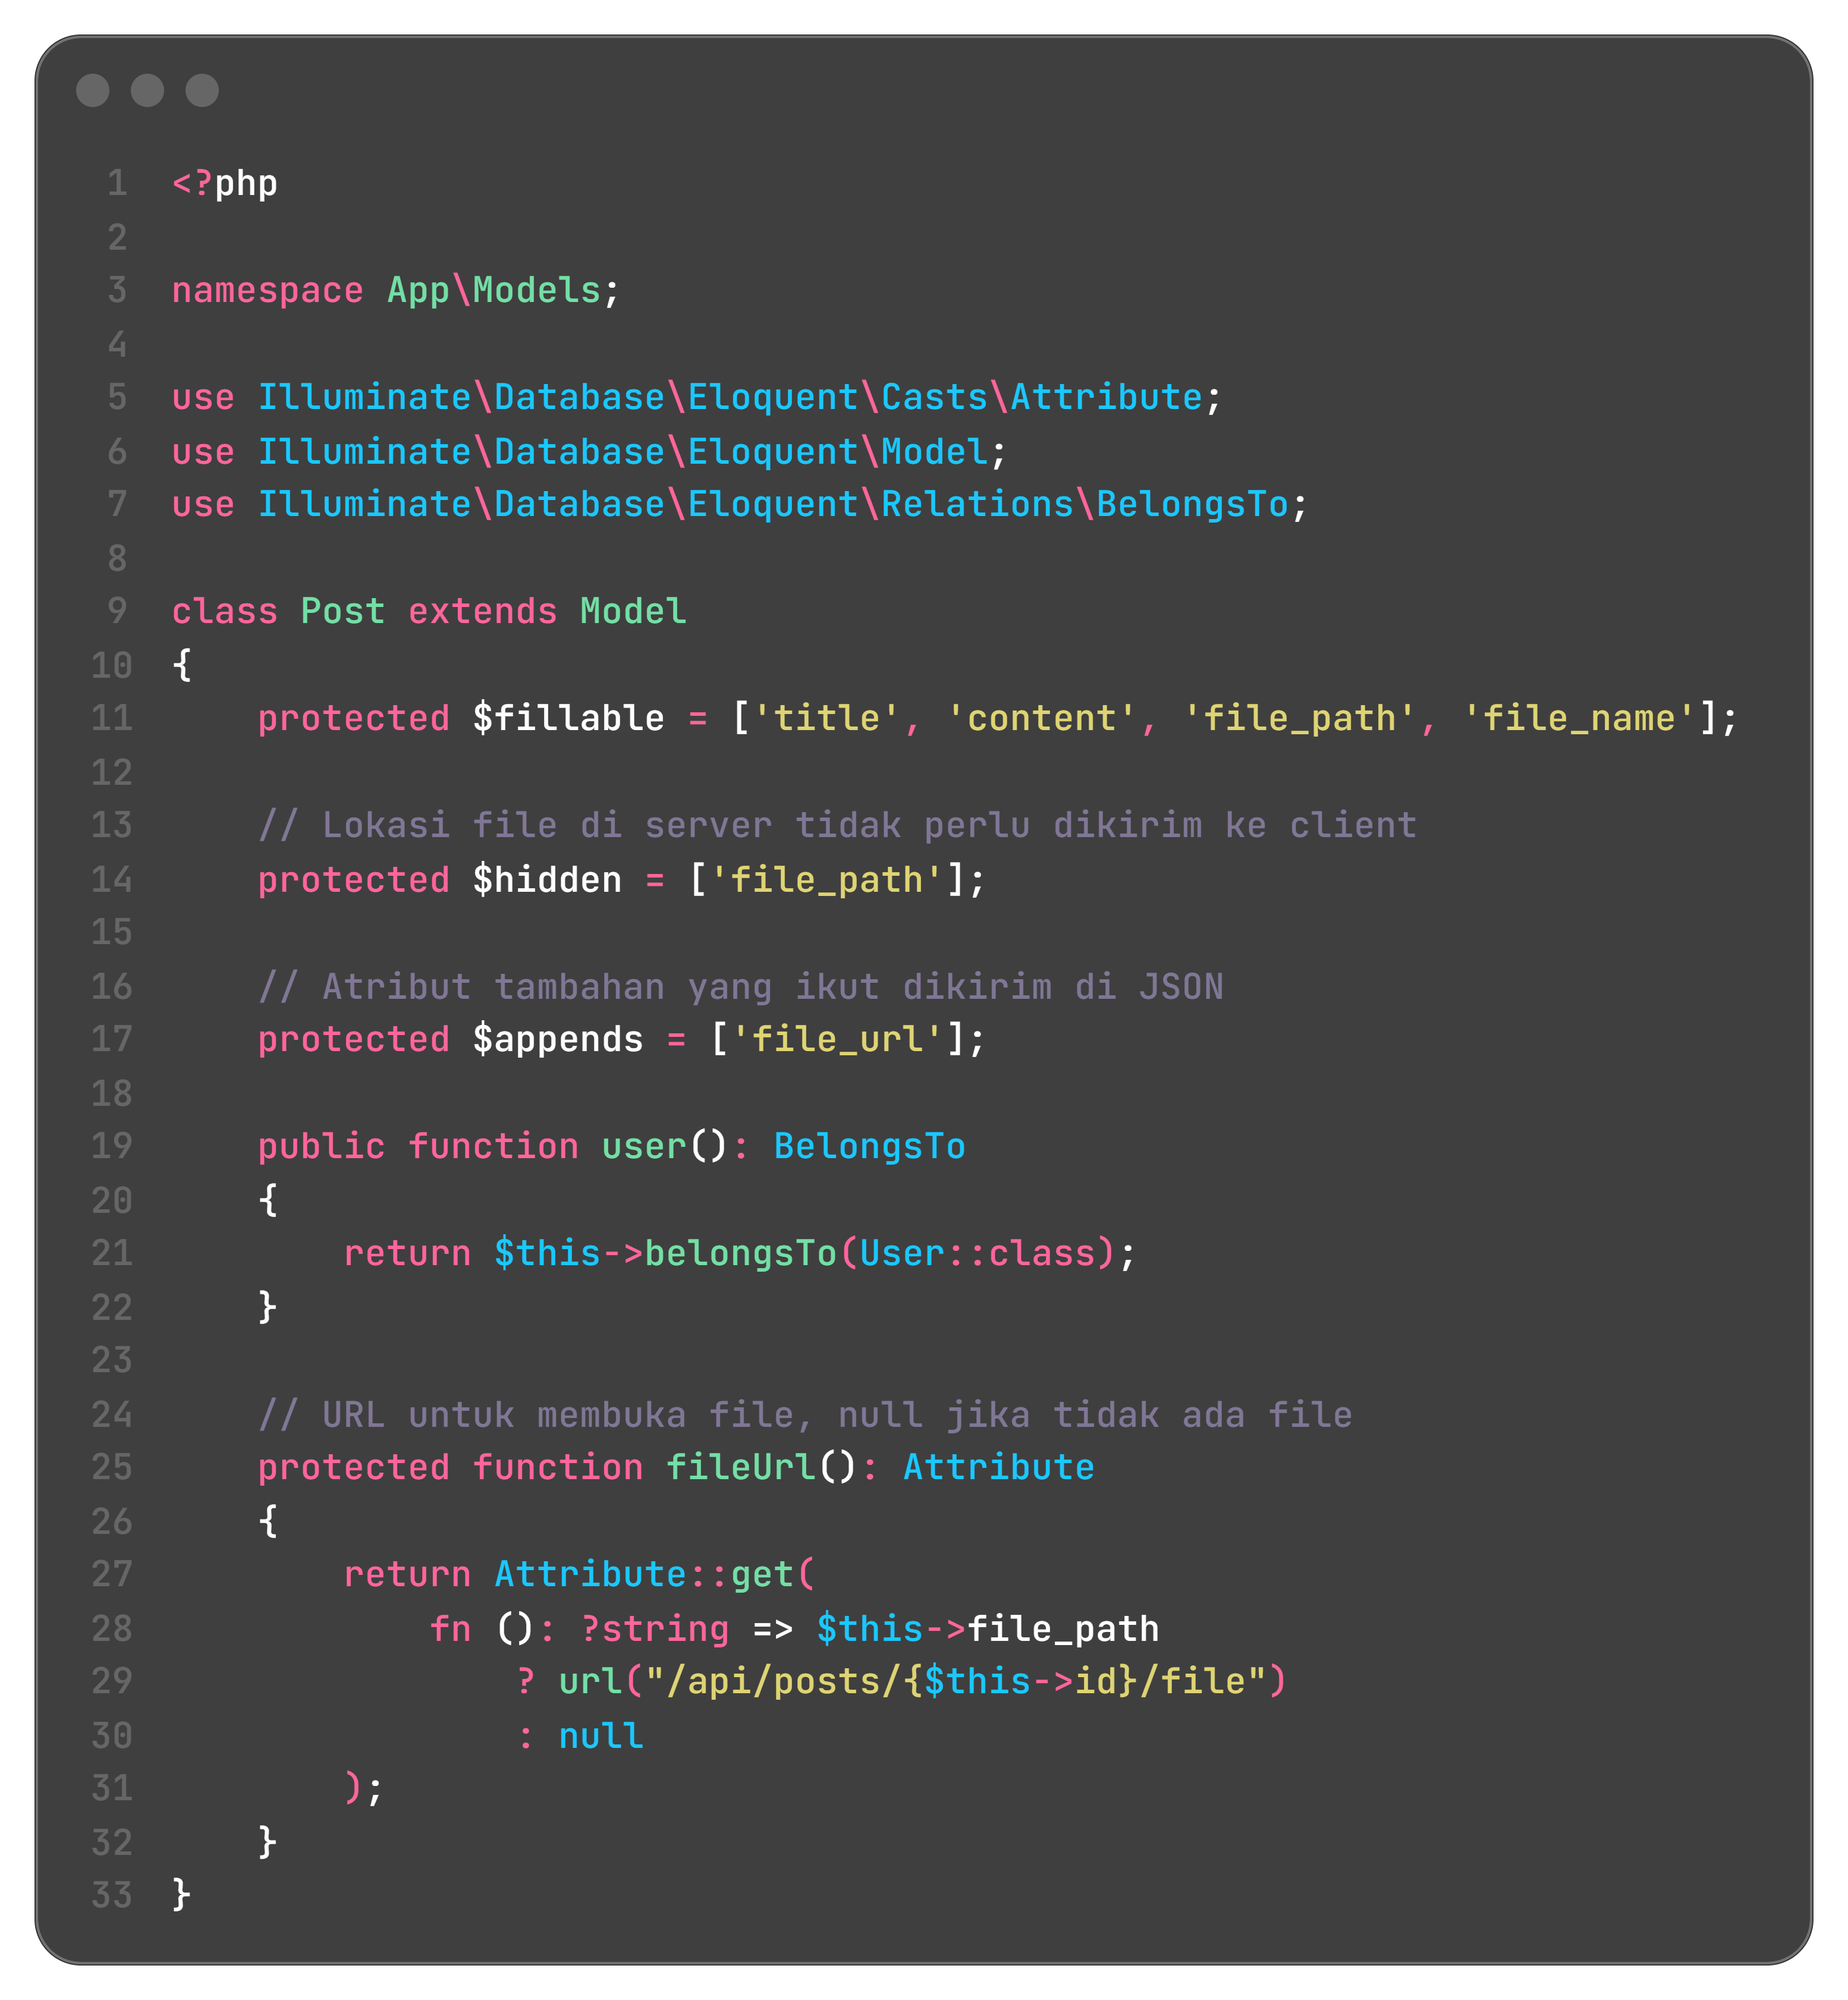 1 <?php
2
3 namespace App\Models;
4
5 use Illuminate\Database\Eloquent\Casts\Attribute;
6 use Illuminate\Database\Eloquent\Model;
7 use Illuminate\Database\Eloquent\Relations\BelongsTo;
8
9 class Post extends Model
10 {
11     protected $fillable = ['title', 'content', 'file_path', 'file_name'];
12
13     // Lokasi file di server tidak perlu dikirim ke client
14     protected $hidden = ['file_path'];
15
16     // Atribut tambahan yang ikut dikirim di JSON
17     protected $appends = ['file_url'];
18
19     public function user(): BelongsTo
20     {
21         return $this->belongsTo(User::class);
22     }
23
24     // URL untuk membuka file, null jika tidak ada file
25     protected function fileUrl(): Attribute
26     {
27         return Attribute::get(
28             fn (): ?string => $this->file_path
29                 ? url("/api/posts/{$this->id}/file")
30                 : null
31         );
32     }
33 }